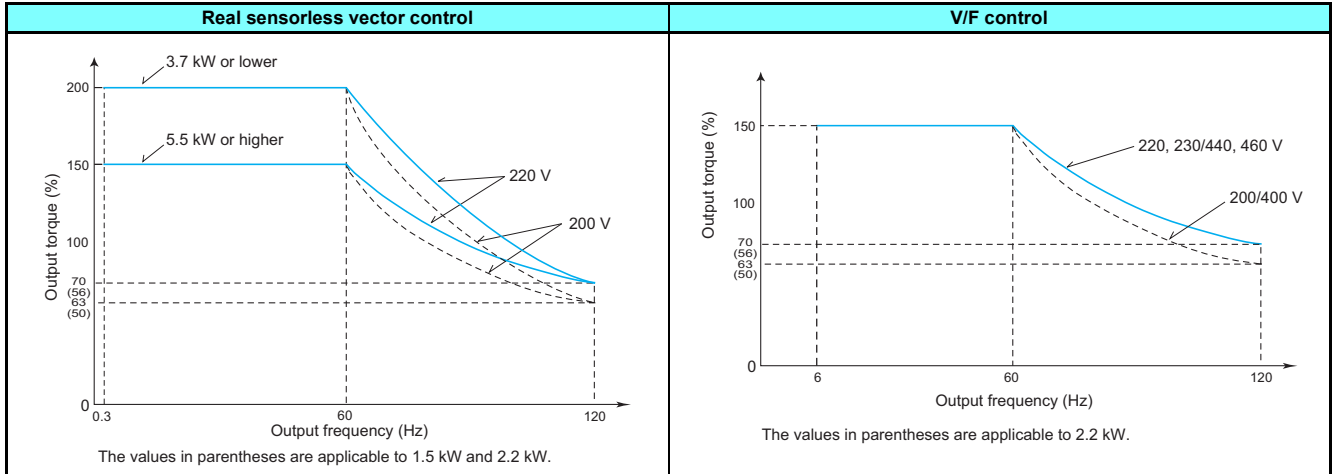 Real sensorless vector control
V/F control
3.7 kW or lower
5.5 kW or higher
220 V
200 V
Output torque (%)
200
150
100
70
(56)
63
(50)
0
0.3
60
120
Output frequency (Hz)
The values in parentheses are applicable to 1.5 kW and 2.2 kW.
220, 230/440, 460 V
200/400 V
Output torque (%)
150
100
70
(56)
63
(50)
0
6
60
120
Output frequency (Hz)
The values in parentheses are applicable to 2.2 kW.